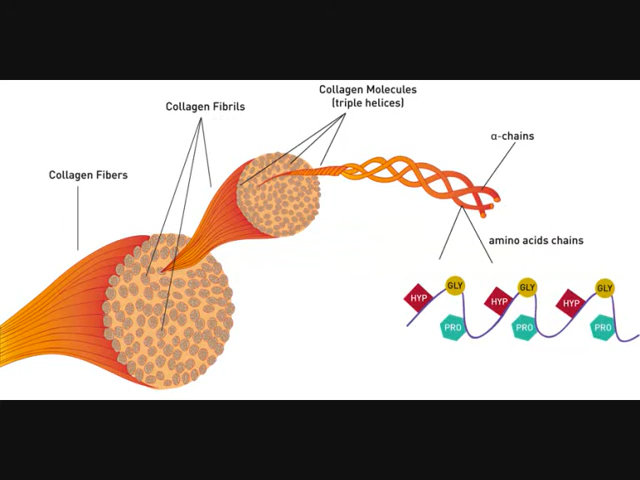 Collagen Molecules
(triple helices)
Collagen Fibrils
α-chains
Collagen Fibers
amino acids chains
HYP GLY PRO HYP GLY PRO HYP GLY PRO